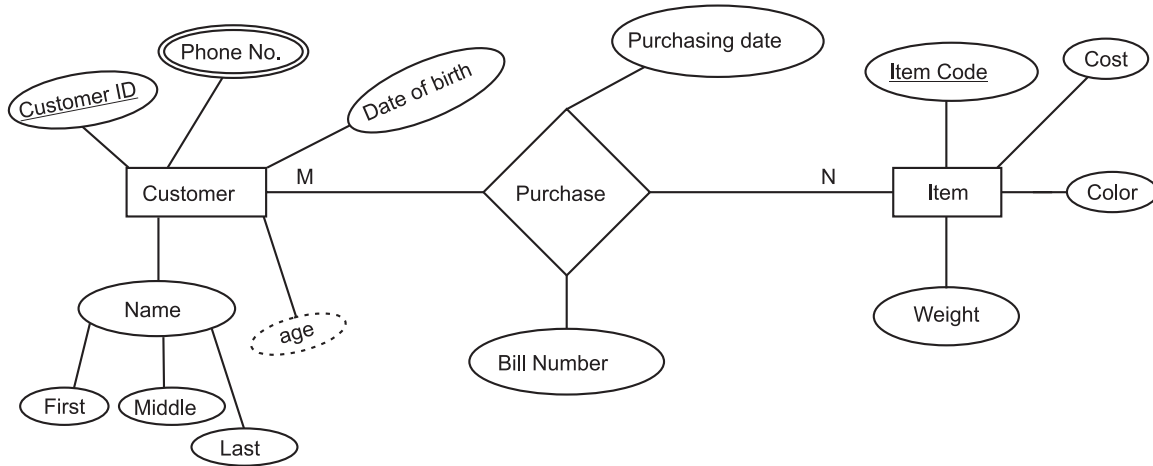 Phone No.
Purchasing date
Customer ID
Date of birth
Item Code
Cost
Customer
M
Purchase
N
Item
Color
Name
age
Weight
Bill Number
First
Middle
Last